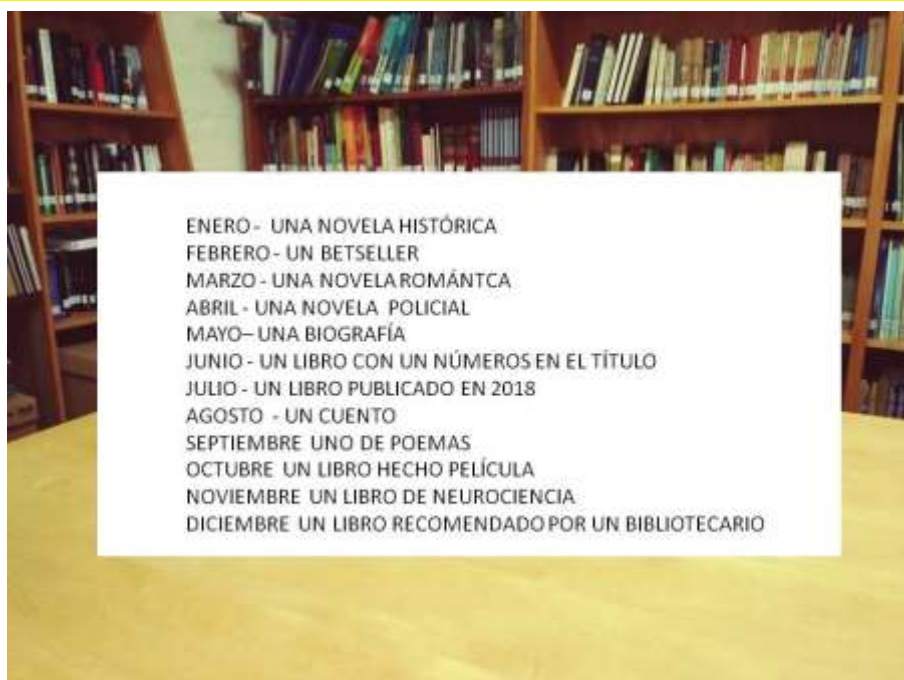 ENERO - UNA NOVELA HISTÓRICA
FEBRERO - UN BETSELLER
MARZO - UNA NOVELA ROMÁNTCA
ABRIL - UNA NOVELA POLICIAL
MAYO– UNA BIOGRAFÍA
JUNIO - UN LIBRO CON UN NÚMEROS EN EL TÍTULO
JULIO - UN LIBRO PUBLICADO EN 2018
AGOSTO - UN CUENTO
SEPTIEMBRE UNO DE POEMAS
OCTUBRE UN LIBRO HECHO PELÍCULA
NOVIEMBRE UN LIBRO DE NEUROCIENCIA
DICIEMBRE UN LIBRO RECOMENDADO POR UN BIBLIOTECARIO